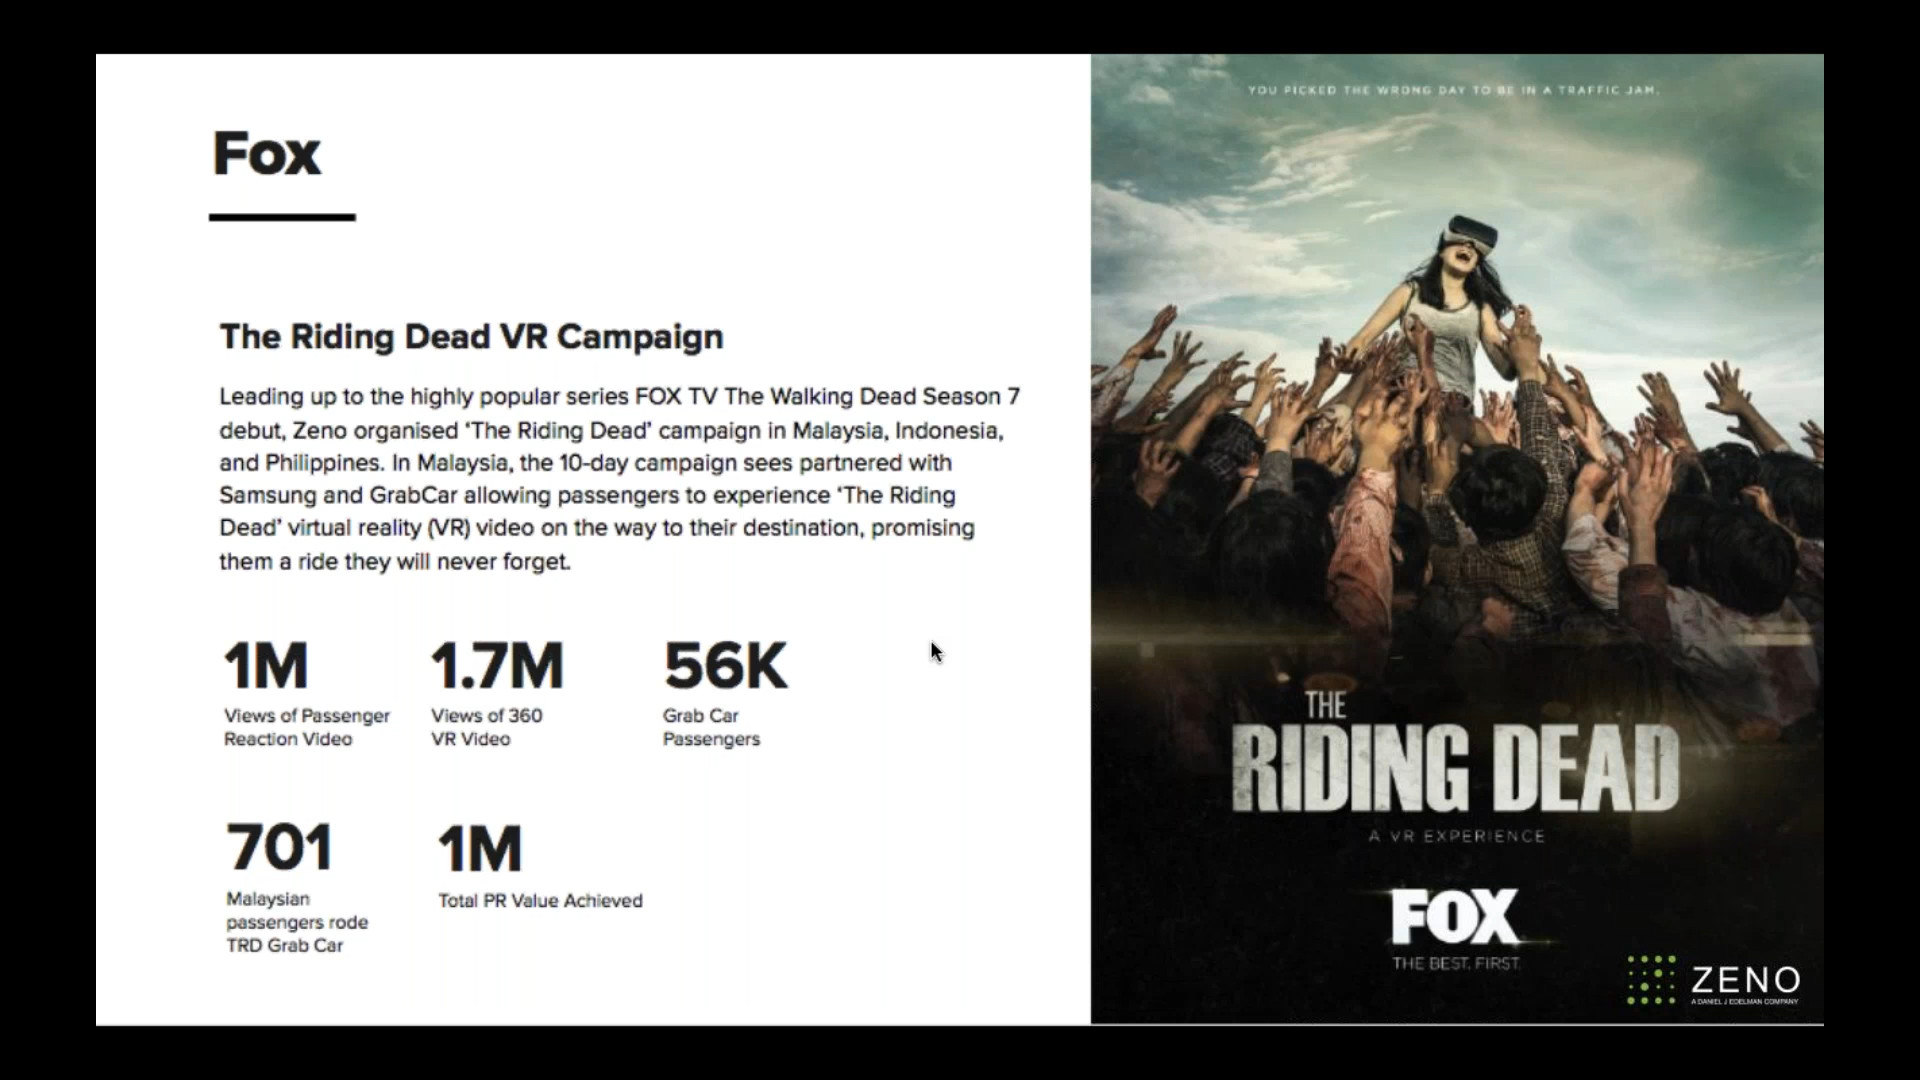 Fox
The Riding Dead VR Campaign
Leading up to the highly popular series FOX TV The Walking Dead Season 7
debut, Zeno organised ‘The Riding Dead’ campaign in Malaysia, Indonesia,
and Philippines. In Malaysia, the 10-day campaign sees partnered with
Samsung and GrabCar allowing passengers to experience ‘The Riding
Dead’ virtual reality (VR) video on the way to their destination, promising
them a ride they will never forget.
1M
Views of Passenger
Reaction Video
1.7M
Views of 360
VR Video
56K
Grab Car
Passengers
701
Malaysian
passengers rode
TRD Grab Car
1M
Total PR Value Achieved
YOU PICKED THE WRONG DAY TO BE IN A TRAFFIC JAM.
THE
RIDING DEAD
A VR EXPERIENCE
FOX
THE BEST. FIRST.
ZENO
A DANIEL J EDELMAN COMPANY